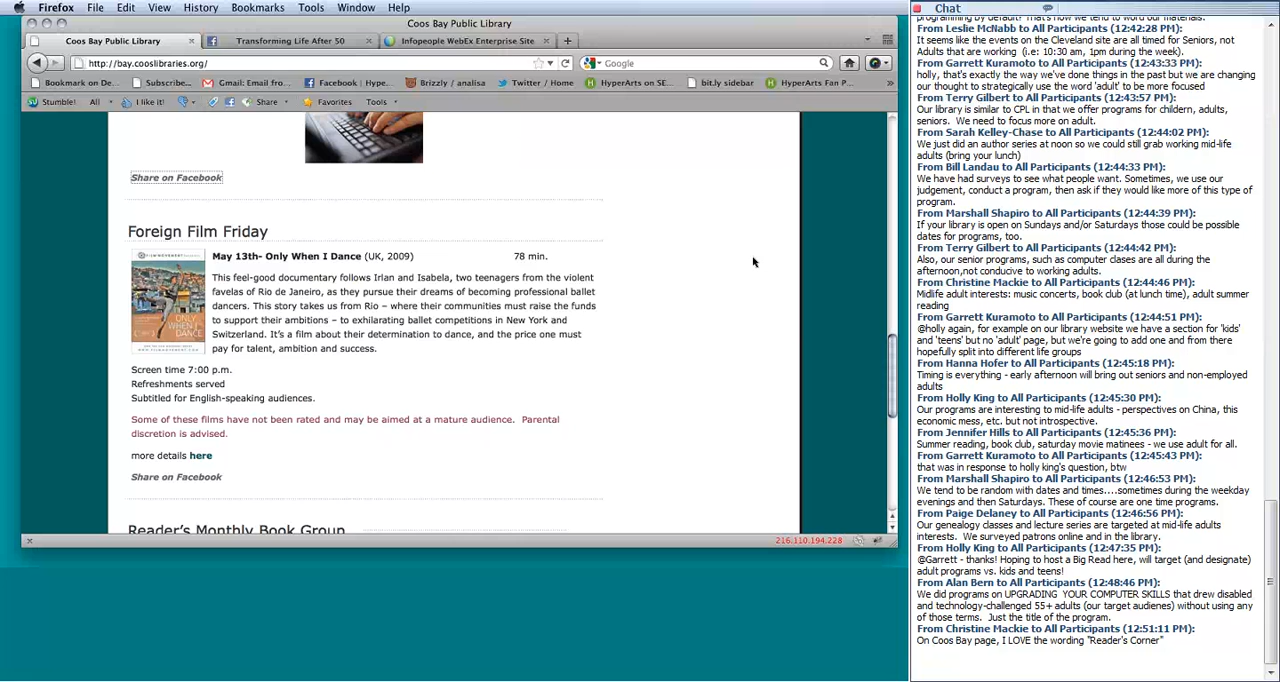 Firefox File Edit View History Bookmarks Tools Window Help
Coos Bay Public Library
Coos Bay Public Library × Transforming Life After 50 × Infopeople WebEx Enterprise Site × +
http://bay.cooslibraries.org/ Google
Bookmark on De... Subscribe... Gmail: Email fro... Facebook | Hype... Brizzly / analisa Twitter / Home HyperArts on SE... bit.ly sidebar HyperArts Fan P... »
Stumble! All I like it! Share Favorites Tools
Share on Facebook
Foreign Film Friday
May 13th- Only When I Dance (UK, 2009) 78 min.
This feel-good documentary follows Irlan and Isabela, two teenagers from the violent
favelas of Rio de Janeiro, as they pursue their dreams of becoming professional ballet
dancers. This story takes us from Rio – where their communities must raise the funds
to support their ambitions – to exhilarating ballet competitions in New York and
Switzerland. It's a film about their determination to dance, and the price one must
pay for talent, ambition and success.
ONLY
WHEN I
DANCE
Screen time 7:00 p.m.
Refreshments served
Subtitled for English-speaking audiences.
Some of these films have not been rated and may be aimed at a mature audience. Parental
discretion is advised.
more details here
Share on Facebook
Reader's Monthly Book Group
216.110.194.228
Chat
programming by default? That's how we tend to word our materials.
From Leslie McNabb to All Participants (12:42:28 PM):
It seems like the events on the Cleveland site are all timed for Seniors, not
Adults that are working (i.e: 10:30 am, 1pm during the week).
From Garrett Kuramoto to All Participants (12:43:33 PM):
holly, that's exactly the way we've done things in the past but we are changing
our thought to strategically use the word 'adult' to be more focused
From Terry Gilbert to All Participants (12:43:57 PM):
Our library is similar to CPL in that we offer programs for childern, adults,
seniors. We need to focus more on adult.
From Sarah Kelley-Chase to All Participants (12:44:02 PM):
We just did an author series at noon so we could still grab working mid-life
adults (bring your lunch)
From Bill Landau to All Participants (12:44:33 PM):
We have had surveys to see what people want. Sometimes, we use our
judgement, conduct a program, then ask if they would like more of this type of
program.
From Marshall Shapiro to All Participants (12:44:39 PM):
If your library is open on Sundays and/or Saturdays those could be possible
dates for programs, too.
From Terry Gilbert to All Participants (12:44:42 PM):
Also, our senior programs, such as computer clases are all during the
afternoon,not conducive to working adults.
From Christine Mackie to All Participants (12:44:46 PM):
Midlife adult interests: music concerts, book club (at lunch time), adult summer
reading
From Garrett Kuramoto to All Participants (12:44:51 PM):
@holly again, for example on our library website we have a section for 'kids'
and 'teens' but no 'adult' page, but we're going to add one and from there
hopefully split into different life groups
From Hanna Hofer to All Participants (12:45:18 PM):
Timing is everything - early afternoon will bring out seniors and non-employed
adults
From Holly King to All Participants (12:45:30 PM):
Our programs are interesting to mid-life adults - perspectives on China, this
economic mess, etc. but not introspective.
From Jennifer Hills to All Participants (12:45:36 PM):
Summer reading, book club, saturday movie matinees - we use adult for all.
From Garrett Kuramoto to All Participants (12:45:43 PM):
that was in response to holly king's question, btw
From Marshall Shapiro to All Participants (12:46:53 PM):
We tend to be random with dates and times....sometimes during the weekday
evenings and then Saturdays. These of course are one time programs.
From Paige Delaney to All Participants (12:46:56 PM):
Our genealogy classes and lecture series are targeted at mid-life adults
interests. We surveyed patrons online and in the library.
From Holly King to All Participants (12:47:35 PM):
@Garrett - thanks! Hoping to host a Big Read here, will target (and designate)
adult programs vs. kids and teens!
From Alan Bern to All Participants (12:48:46 PM):
We did programs on UPGRADING YOUR COMPUTER SKILLS that drew disabled
and technology-challenged 55+ adults (our target audienes) without using any
of those terms. Just the title of the program.
From Christine Mackie to All Participants (12:51:11 PM):
On Coos Bay page, I LOVE the wording "Reader's Corner"